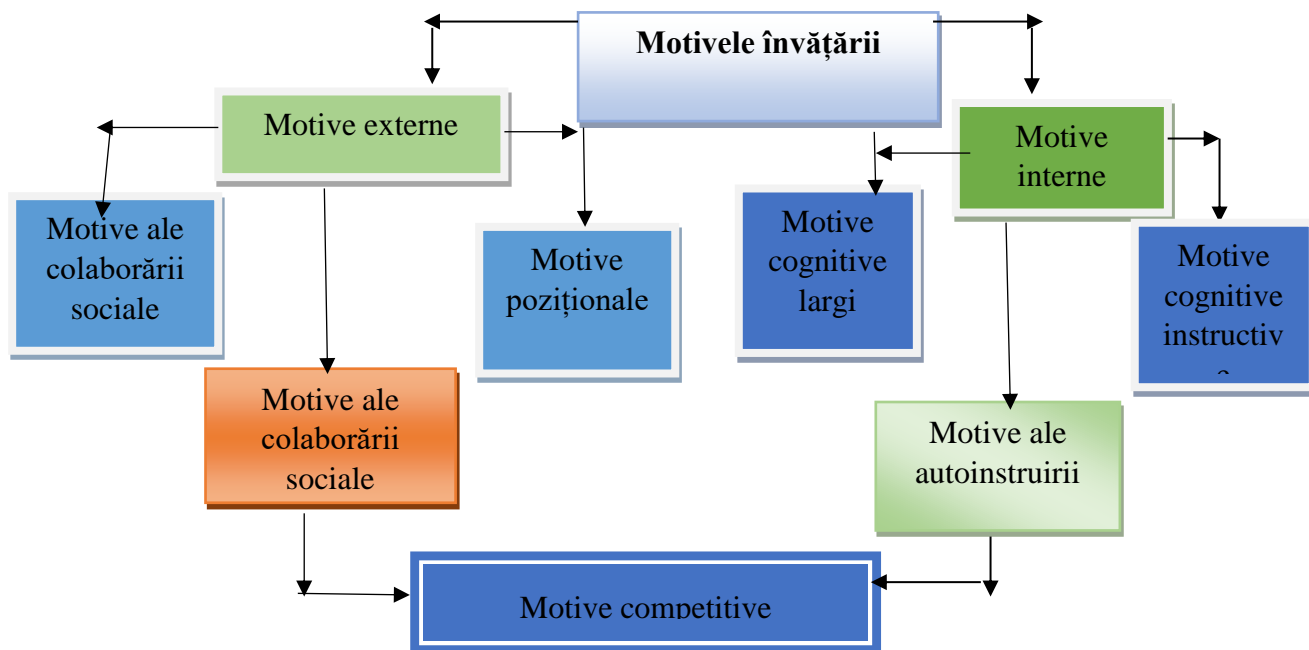 Motivele învățării
Motive externe
Motive
interne
Motive ale
colaborării
sociale
Motive
poziționale
Motive
cognitive
largi
Motive
cognitive
instructiv
e
Motive ale
colaborării
sociale
Motive ale
autoinstruirii
Motive competitive